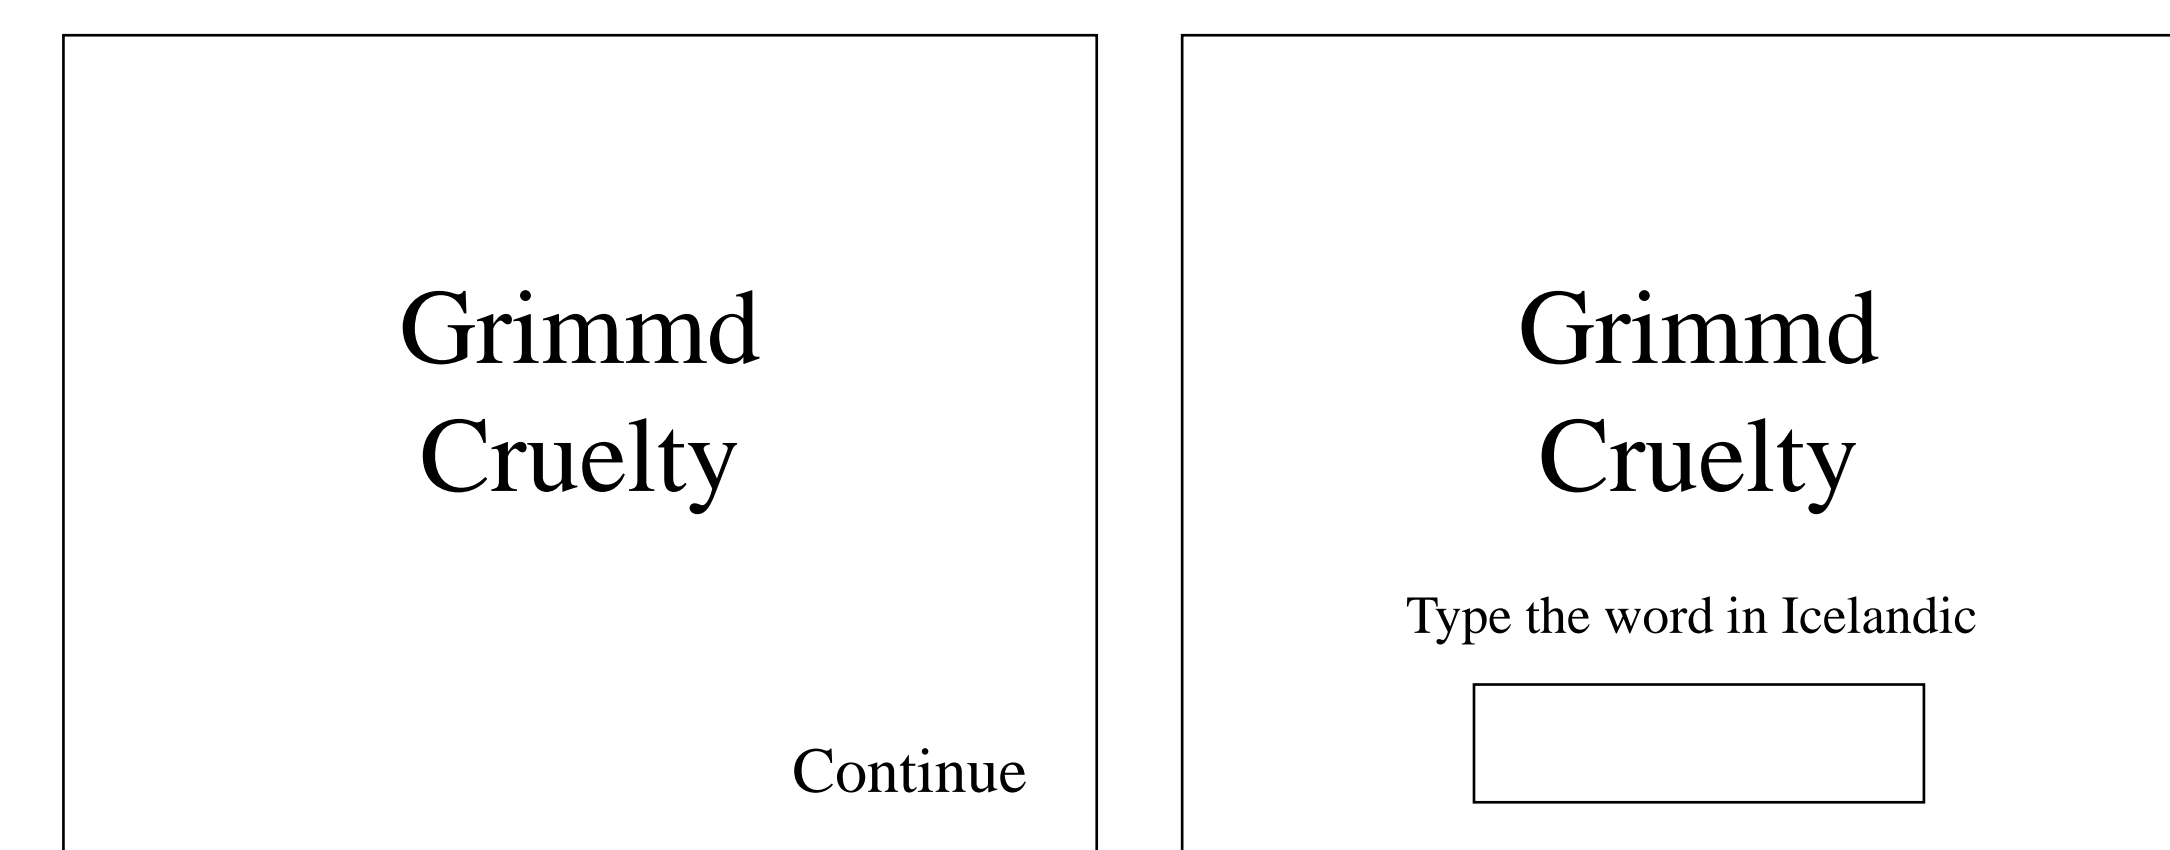 Grimmd
Cruelty
Continue
Grimmd
Cruelty
Type the word in Icelandic